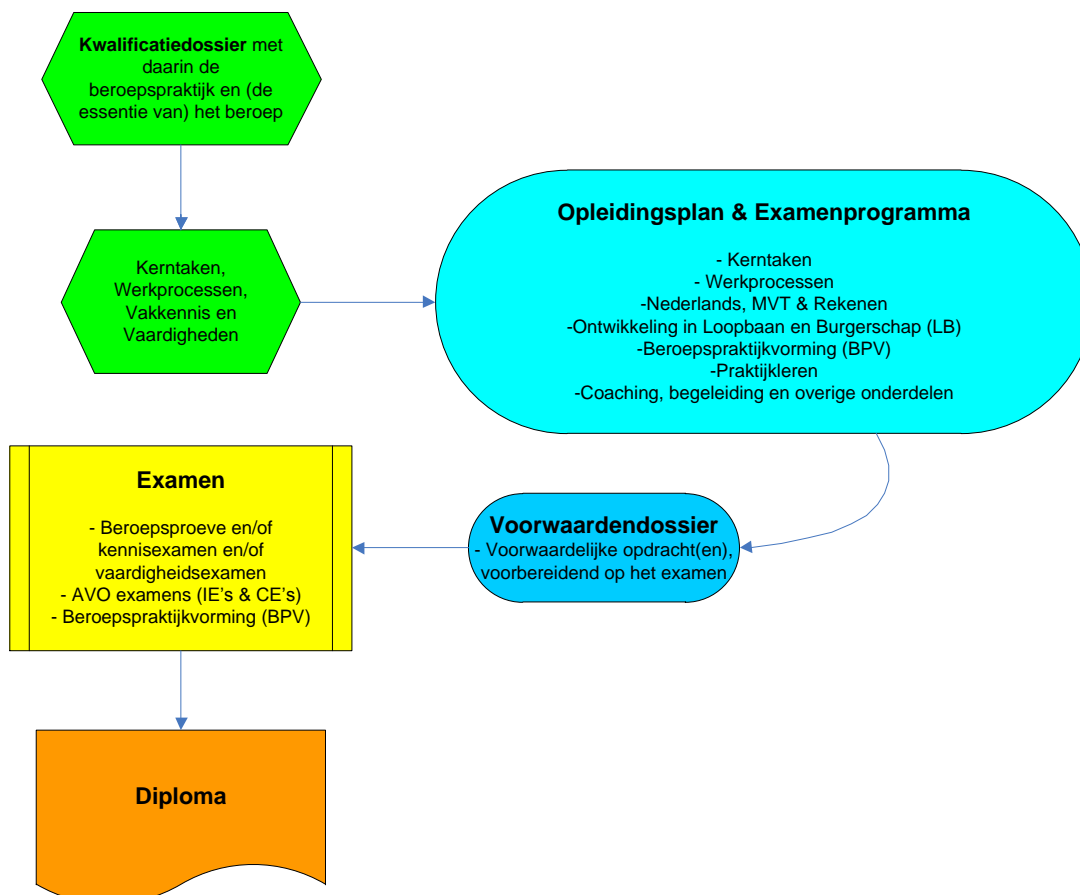 Kwalificatiedossier met
daarin de
beroepspraktijk en (de
essentie van) het beroep
Kerntaken,
Werkprocessen,
Vakkennis en
Vaardigheden
Opleidingsplan & Examenprogramma
- Kerntaken
- Werkprocessen
-Nederlands, MVT & Rekenen
-Ontwikkeling in Loopbaan en Burgerschap (LB)
-Beroepspraktijkvorming (BPV)
-Praktijkleren
-Coaching, begeleiding en overige onderdelen
Voorwaardendossier
- Voorwaardelijke opdracht(en),
voorbereidend op het examen
Examen
- Beroepsproeve en/of
kennisexamen en/of
vaardigheidsexamen
- AVO examens (IE's & CE's)
- Beroepspraktijkvorming (BPV)
Diploma